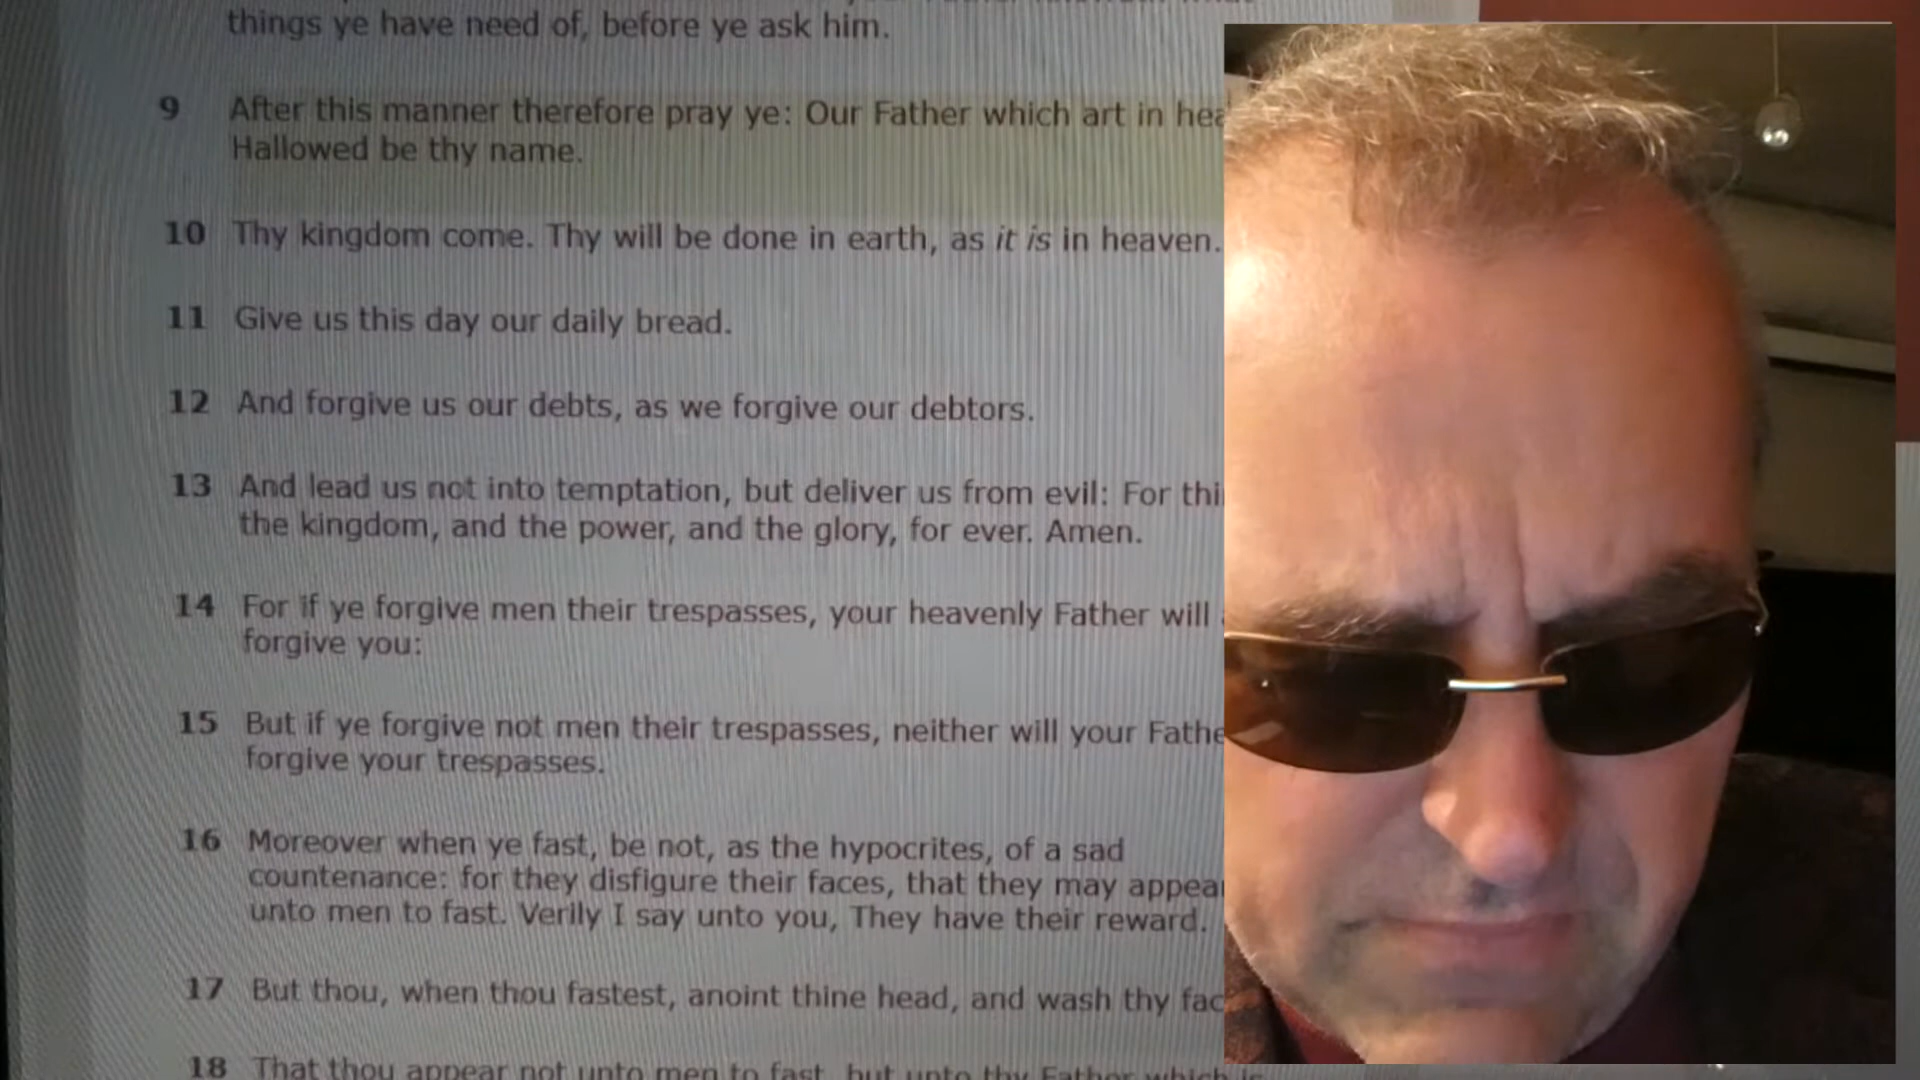 things ye have need of, before ye ask him.
9 After this manner therefore pray ye: Our Father which art in
Hallowed be thy name.
10 Thy kingdom come. Thy will be done in earth, as it is in heaven.
11 Give us this day our daily bread.
12 And forgive us our debts, as we forgive our debtors.
13 And lead us not into temptation, but deliver us from evil: For
the kingdom, and the power, and the glory, for ever. Amen.
14 For if ye forgive men their trespasses, your heavenly Father will
forgive you:
15 But if ye forgive not men their trespasses, neither will your
forgive your trespasses.
16 Moreover when ye fast, be not, as the hypocrites, of a sad
countenance: for they disfigure their faces, that they may appear
unto men to fast. Verily I say unto you, They have their reward.
17 But thou, when thou fastest, anoint thine head, and wash thy
18 That thou appear not unto men to fast, but unto thy Father which is